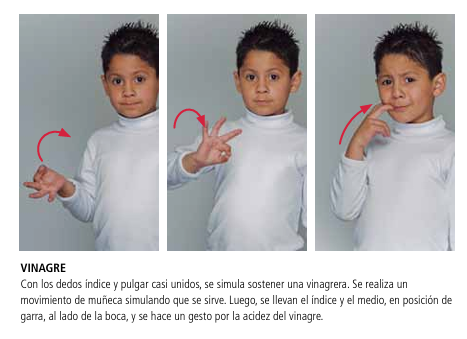 VINAGRE
Con los dedos índice y pulgar casi unidos, se simula sostener una vinagrera. Se realiza un
movimiento de muñeca simulando que se sirve. Luego, se llevan el índice y el medio, en posición de
garra, al lado de la boca, y se hace un gesto por la acidez del vinagre.